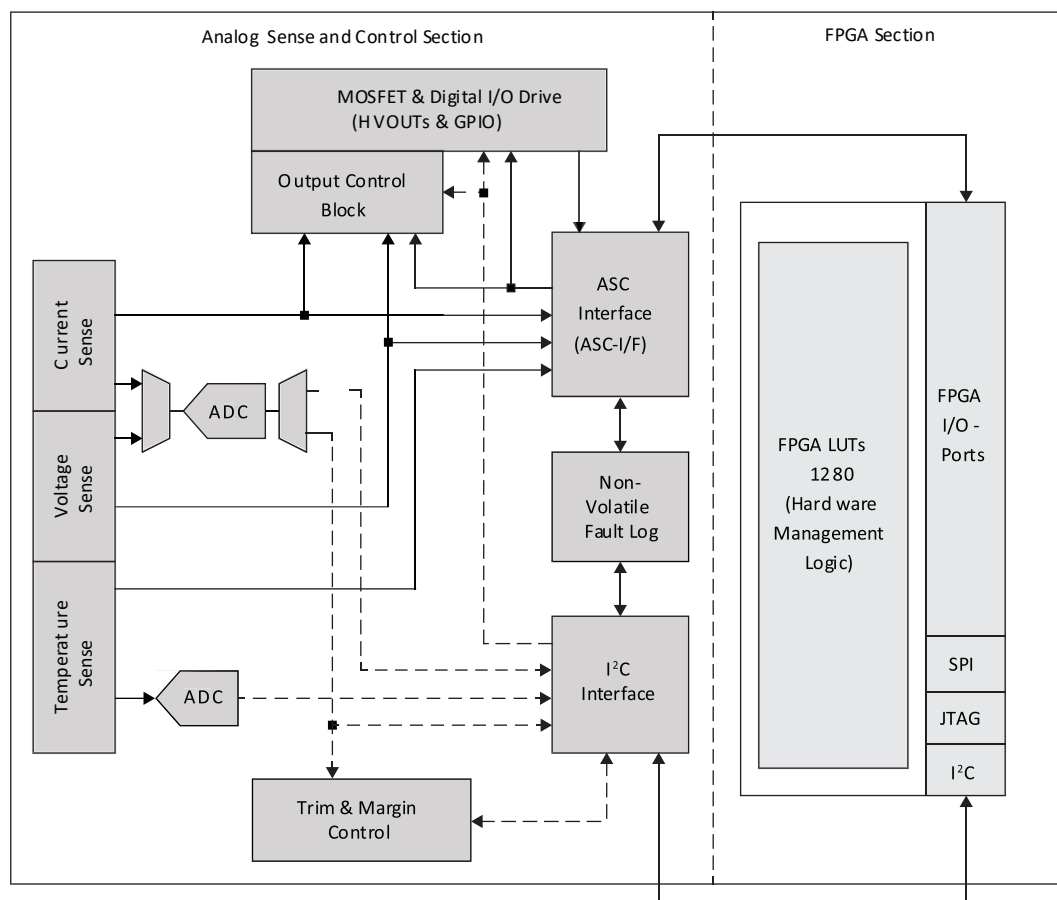 Analog Sense and Control Section
FPGA Section
MOSFET & Digital I/O Drive
(HVOUTs & GPIO)
Output Control
Block
ASC
Interface
(ASC-I/F)
Current
Sense
ADC
Voltage
Sense
Non-
Volatile
Fault Log
Temperature
Sense
ADC
I²C
Interface
Trim & Margin
Control
FPGA LUTs
1280
(Hard ware
Management
Logic)
FPGA
I/O -
Ports
SPI
JTAG
I²C